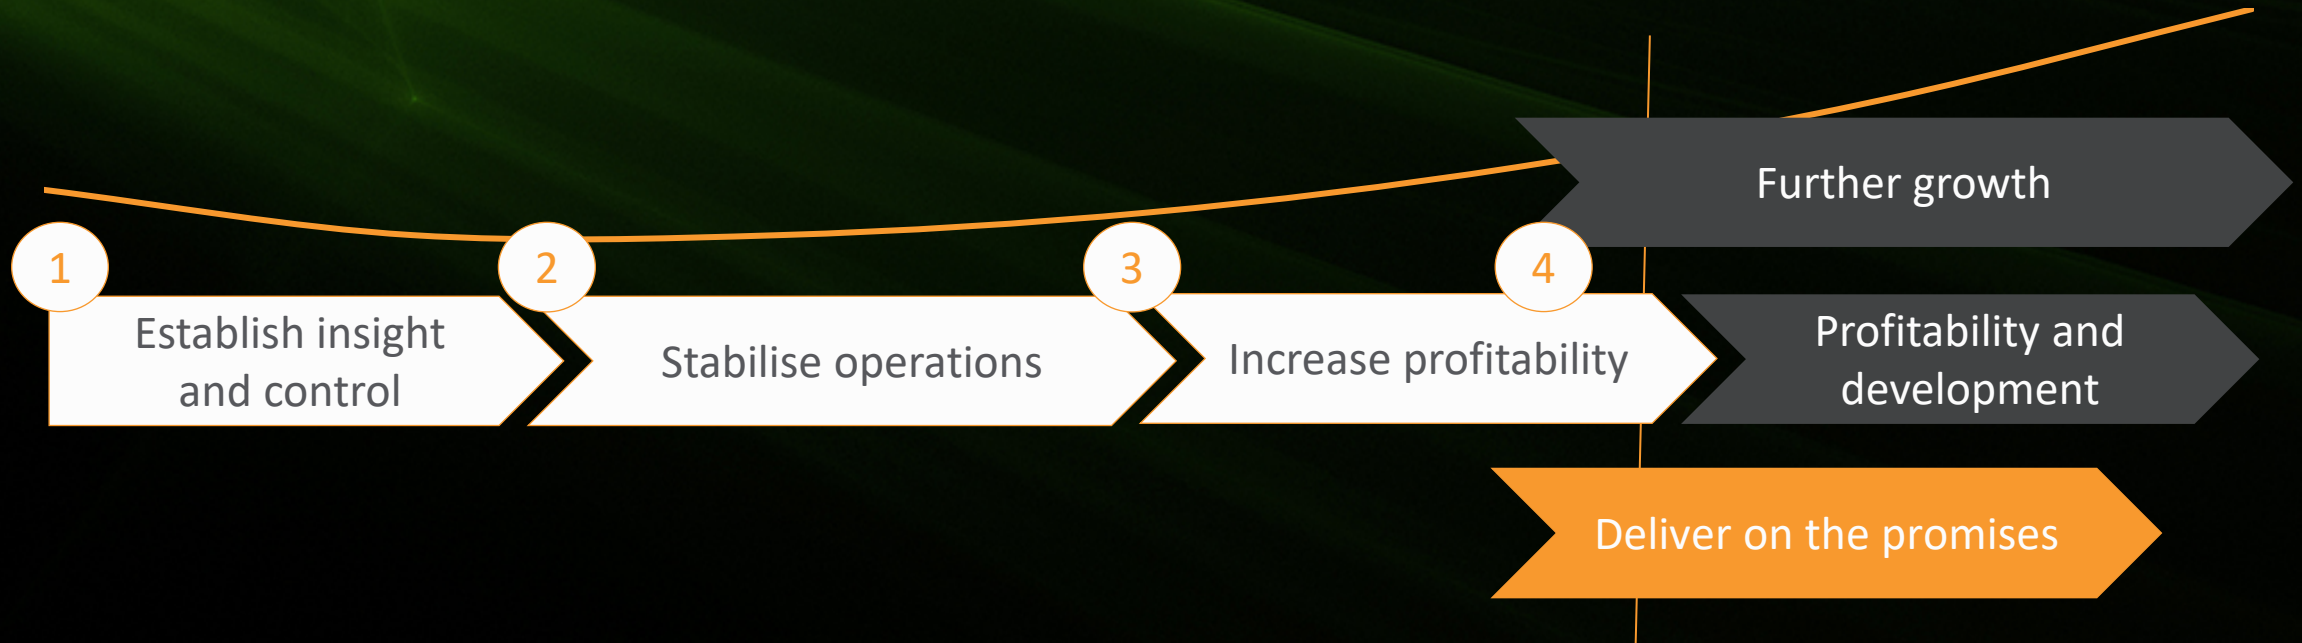 Further growth
1
2
3
4
Establish insight
and control
Stabilise operations
Increase profitability
Profitability and
development
Deliver on the promises